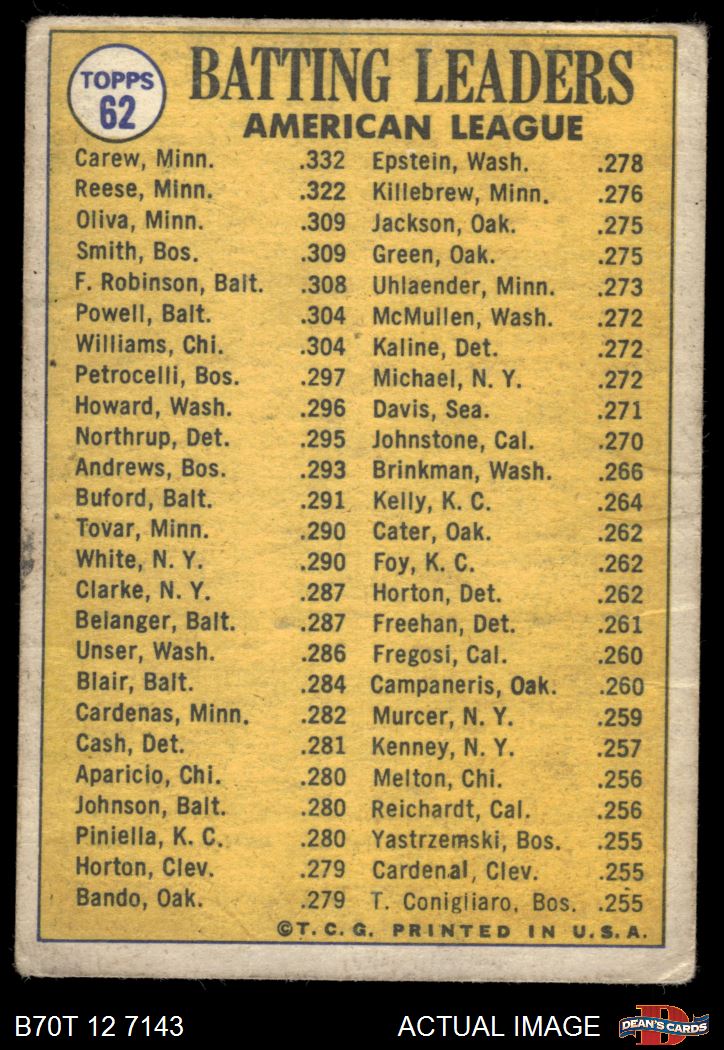 TOPPS
62
BATTING LEADERS
AMERICAN LEAGUE
Carew, Minn. .332
Reese, Minn. .322
Oliva, Minn. .309
Smith, Bos. .309
F. Robinson, Balt. .308
Powell, Balt. .304
Williams, Chi. .304
Petrocelli, Bos. .297
Howard, Wash. .296
Northrup, Det. .295
Andrews, Bos. .293
Buford, Balt. .291
Tovar, Minn. .290
White, N. Y. .290
Clarke, N. Y. .287
Belanger, Balt. .287
Unser, Wash. .286
Blair, Balt. .284
Cardenas, Minn. .282
Cash, Det. .281
Aparicio, Chi. .280
Johnson, Balt. .280
Piniella, K. C. .280
Horton, Clev. .279
Bando, Oak. .279
Epstein, Wash. .278
Killebrew, Minn. .276
Jackson, Oak. .275
Green, Oak. .275
Uhlaender, Minn. .273
McMullen, Wash. .272
Kaline, Det. .272
Michael, N. Y. .272
Davis, Sea. .271
Johnstone, Cal. .270
Brinkman, Wash. .266
Kelly, K. C. .264
Cater, Oak. .262
Foy, K. C. .262
Horton, Det. .262
Freehan, Det. .261
Fregosi, Cal. .260
Campaneris, Oak. .260
Murcer, N. Y. .259
Kenney, N. Y. .257
Melton, Chi. .256
Reichardt, Cal. .256
Yastrzemski, Bos. .255
Cardenal, Clev. .255
T. Conigliaro, Bos. .255
©T. C. G. PRINTED IN U. S. A.
B70T 12 7143
ACTUAL IMAGE
D
DEAN'S CARDS